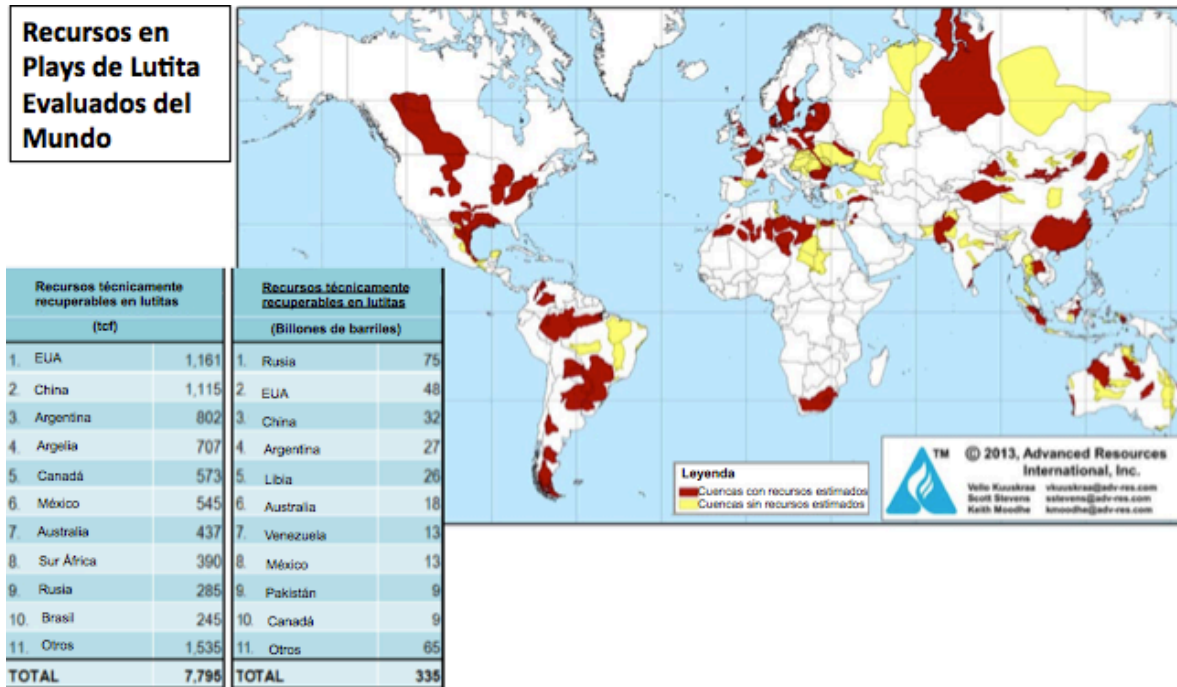 Recursos en
Plays de Lutita
Evaluados del
Mundo
Recursos técnicamente
recuperables en lutitas
(tcf)
1. EUA 1,161
2. China 1,115
3. Argentina 802
4. Argelia 707
5. Canadá 573
6. México 545
7. Australia 437
8. Sur África 390
9. Rusia 285
10. Brasil 245
11. Otros 1,535
TOTAL 7,795
Recursos técnicamente
recuperables en lutitas
(Billones de barriles)
1. Rusia 75
2. EUA 48
3. China 32
4. Argentina 27
5. Libia 26
6. Australia 18
7. Venezuela 13
8. México 13
9. Pakistán 9
10. Canadá 9
11. Otros 65
TOTAL 335
Leyenda
Cuencas con recursos estimados
Cuencas sin recursos estimados
TM
© 2013, Advanced Resources
International, Inc.
Vello Kuuskraa vkuuskraa@adv-res.com
Scott Stevens sstevens@adv-res.com
Keith Moodhe kmoodhe@adv-res.com